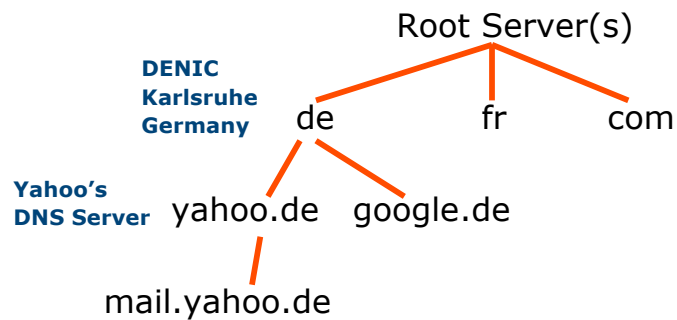 Root Server(s)
DENIC
Karlsruhe
Germany
de fr com
Yahoo's
DNS Server
yahoo.de google.de
mail.yahoo.de